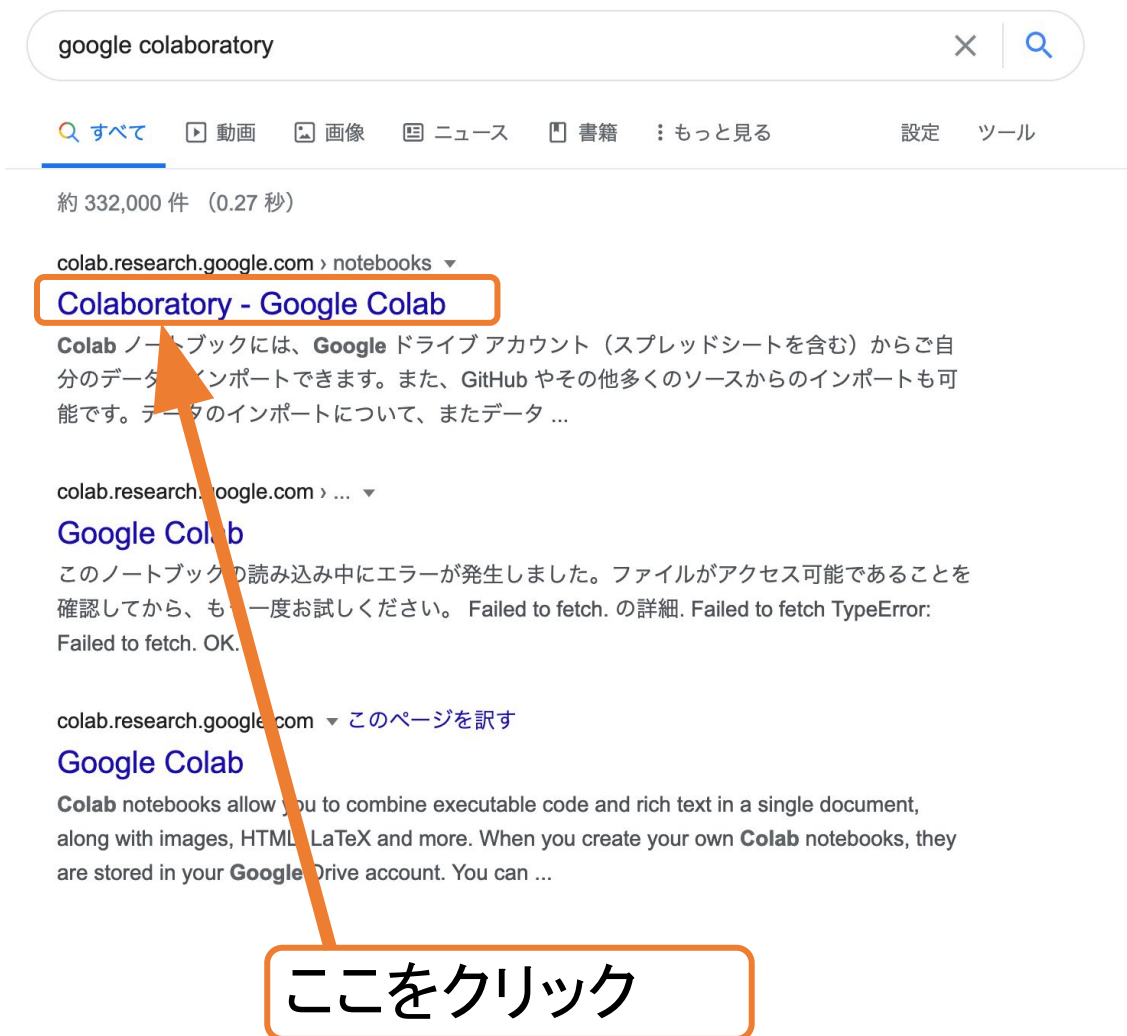 google colaboratory
すべて 動画 画像 ニュース 書籍 もっと見る 設定 ツール
約 332,000 件 （0.27 秒）
colab.research.google.com › notebooks
Colaboratory - Google Colab
Colab ノートブックには、Google ドライブ アカウント（スプレッドシートを含む）からご自
分のデータをインポートできます。また、GitHub やその他多くのソースからのインポートも可
能です。データのインポートについて、またデータ ...
colab.research.google.com › ...
Google Colab
このノートブックの読み込み中にエラーが発生しました。ファイルがアクセス可能であることを
確認してから、もう一度お試しください。 Failed to fetch. の詳細. Failed to fetch TypeError:
Failed to fetch. OK.
colab.research.google.com このページを訳す
Google Colab
Colab notebooks allow you to combine executable code and rich text in a single document,
along with images, HTML, LaTeX and more. When you create your own Colab notebooks, they
are stored in your Google Drive account. You can ...
ここをクリック